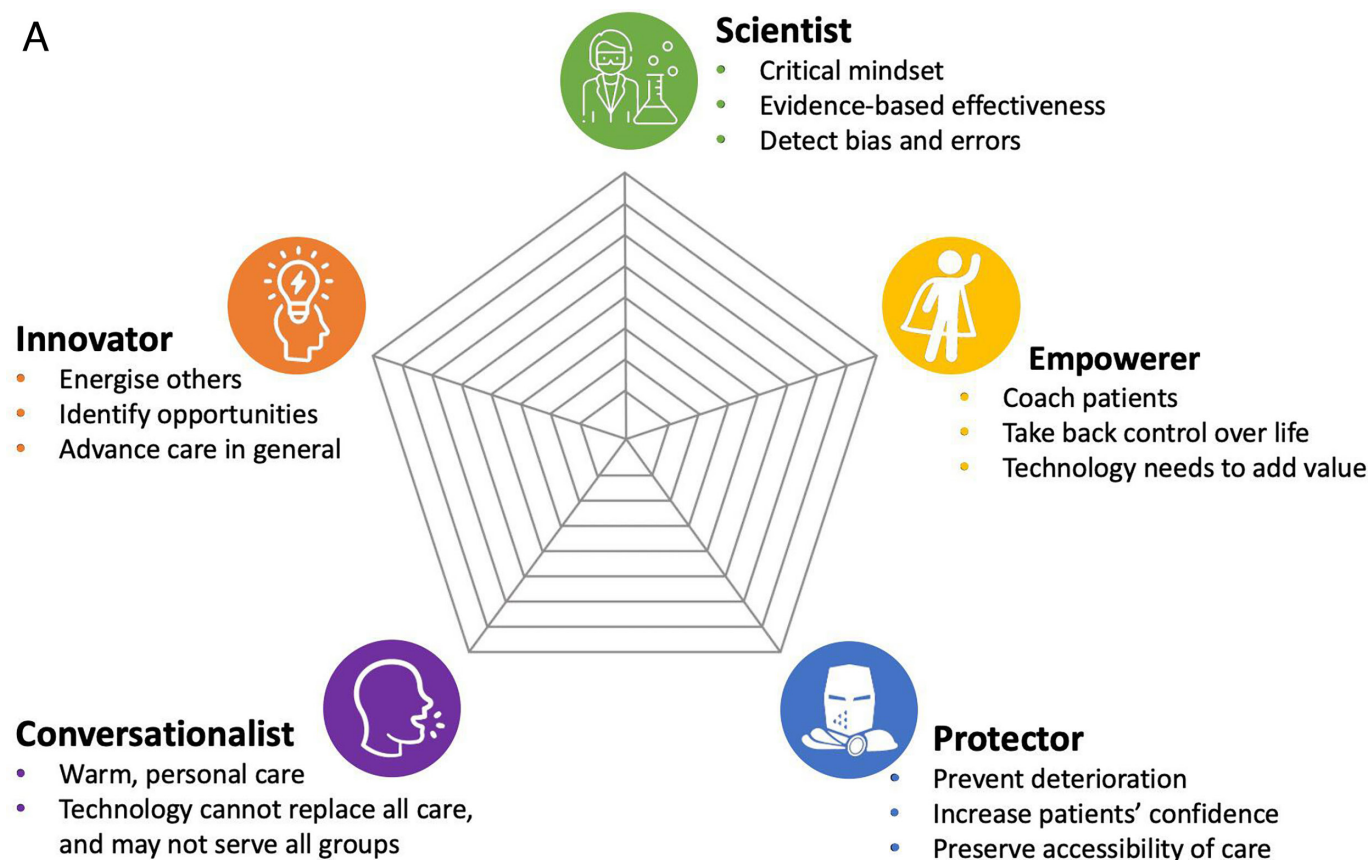 A
Scientist
• Critical mindset
• Evidence-based effectiveness
• Detect bias and errors
Innovator
• Energise others
• Identify opportunities
• Advance care in general
Empowerer
• Coach patients
• Take back control over life
• Technology needs to add value
Conversationalist
• Warm, personal care
• Technology cannot replace all care,
and may not serve all groups
Protector
• Prevent deterioration
• Increase patients’ confidence
• Preserve accessibility of care